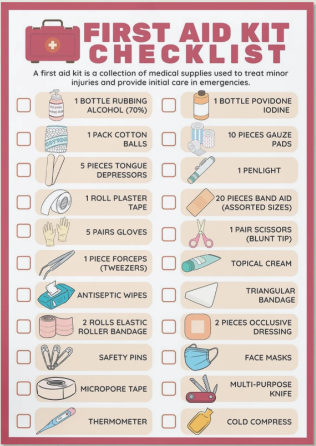 FIRST AID KIT
CHECKLIST
A first aid kit is a collection of medical supplies used to treat minor
injuries and provide initial care in emergencies.
1 BOTTLE RUBBING
ALCOHOL (70%)
1 BOTTLE POVIDONE
IODINE
1 PACK COTTON
BALLS
10 PIECES GAUZE
PADS
5 PIECES TONGUE
DEPRESSORS
1 PENLIGHT
1 ROLL PLASTER
TAPE
20 PIECES BAND AID
(ASSORTED SIZES)
5 PAIRS GLOVES
1 PAIR SCISSORS
(BLUNT TIP)
1 PIECE FORCEPS
(TWEEZERS)
TOPICAL CREAM
ANTISEPTIC WIPES
TRIANGULAR
BANDAGE
2 ROLLS ELASTIC
ROLLER BANDAGE
2 PIECES OCCLUSIVE
DRESSING
SAFETY PINS
FACE MASKS
MICROPORE TAPE
MULTI-PURPOSE
KNIFE
THERMOMETER
COLD COMPRESS